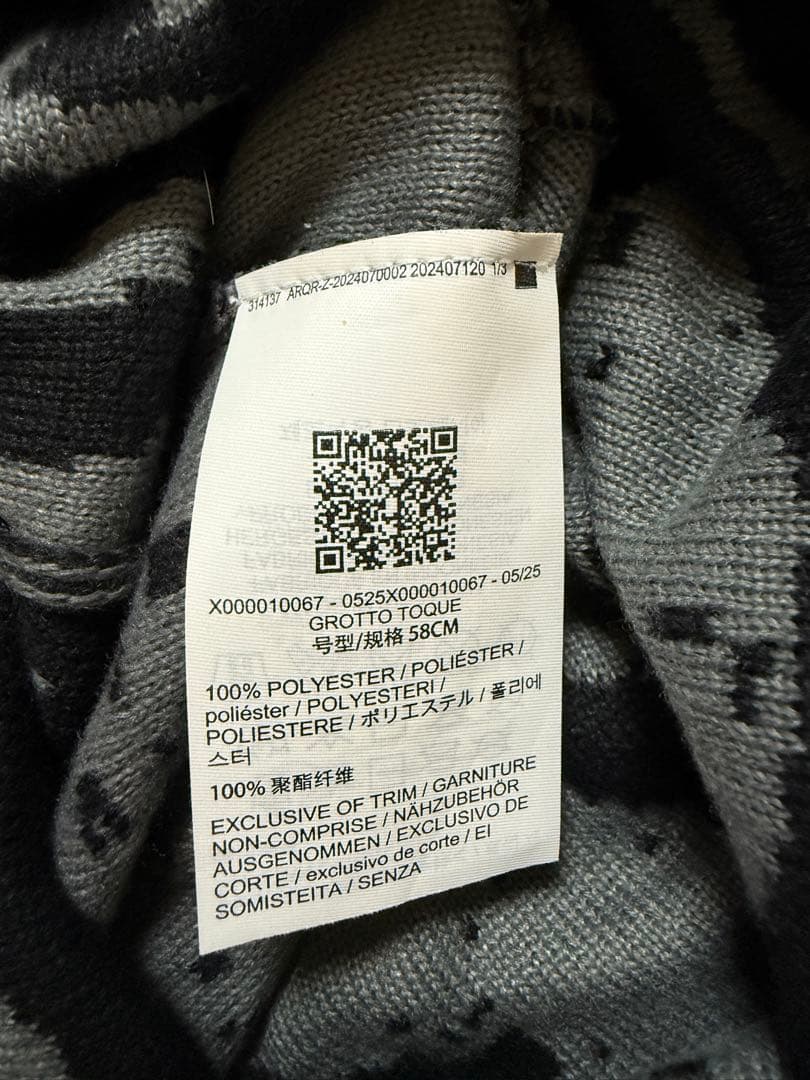 314137 ARQR-Z-2024070002 202407120 1/3
X000010067 - 0525X000010067 - 05/25
GROTTO TOQUE
号型/规格 58CM
100% POLYESTER / POLIÉSTER /
poliéster / POLYESTERI /
POLIESTERE / ポリエステル / 폴리에
스터
100% 聚酯纤维
EXCLUSIVE OF TRIM / GARNITURE
NON-COMPRISE / NÄHZUBEHÖR
AUSGENOMMEN / EXCLUSIVO DE
CORTE / exclusivo de corte / EI
SOMISTEITA / SENZA